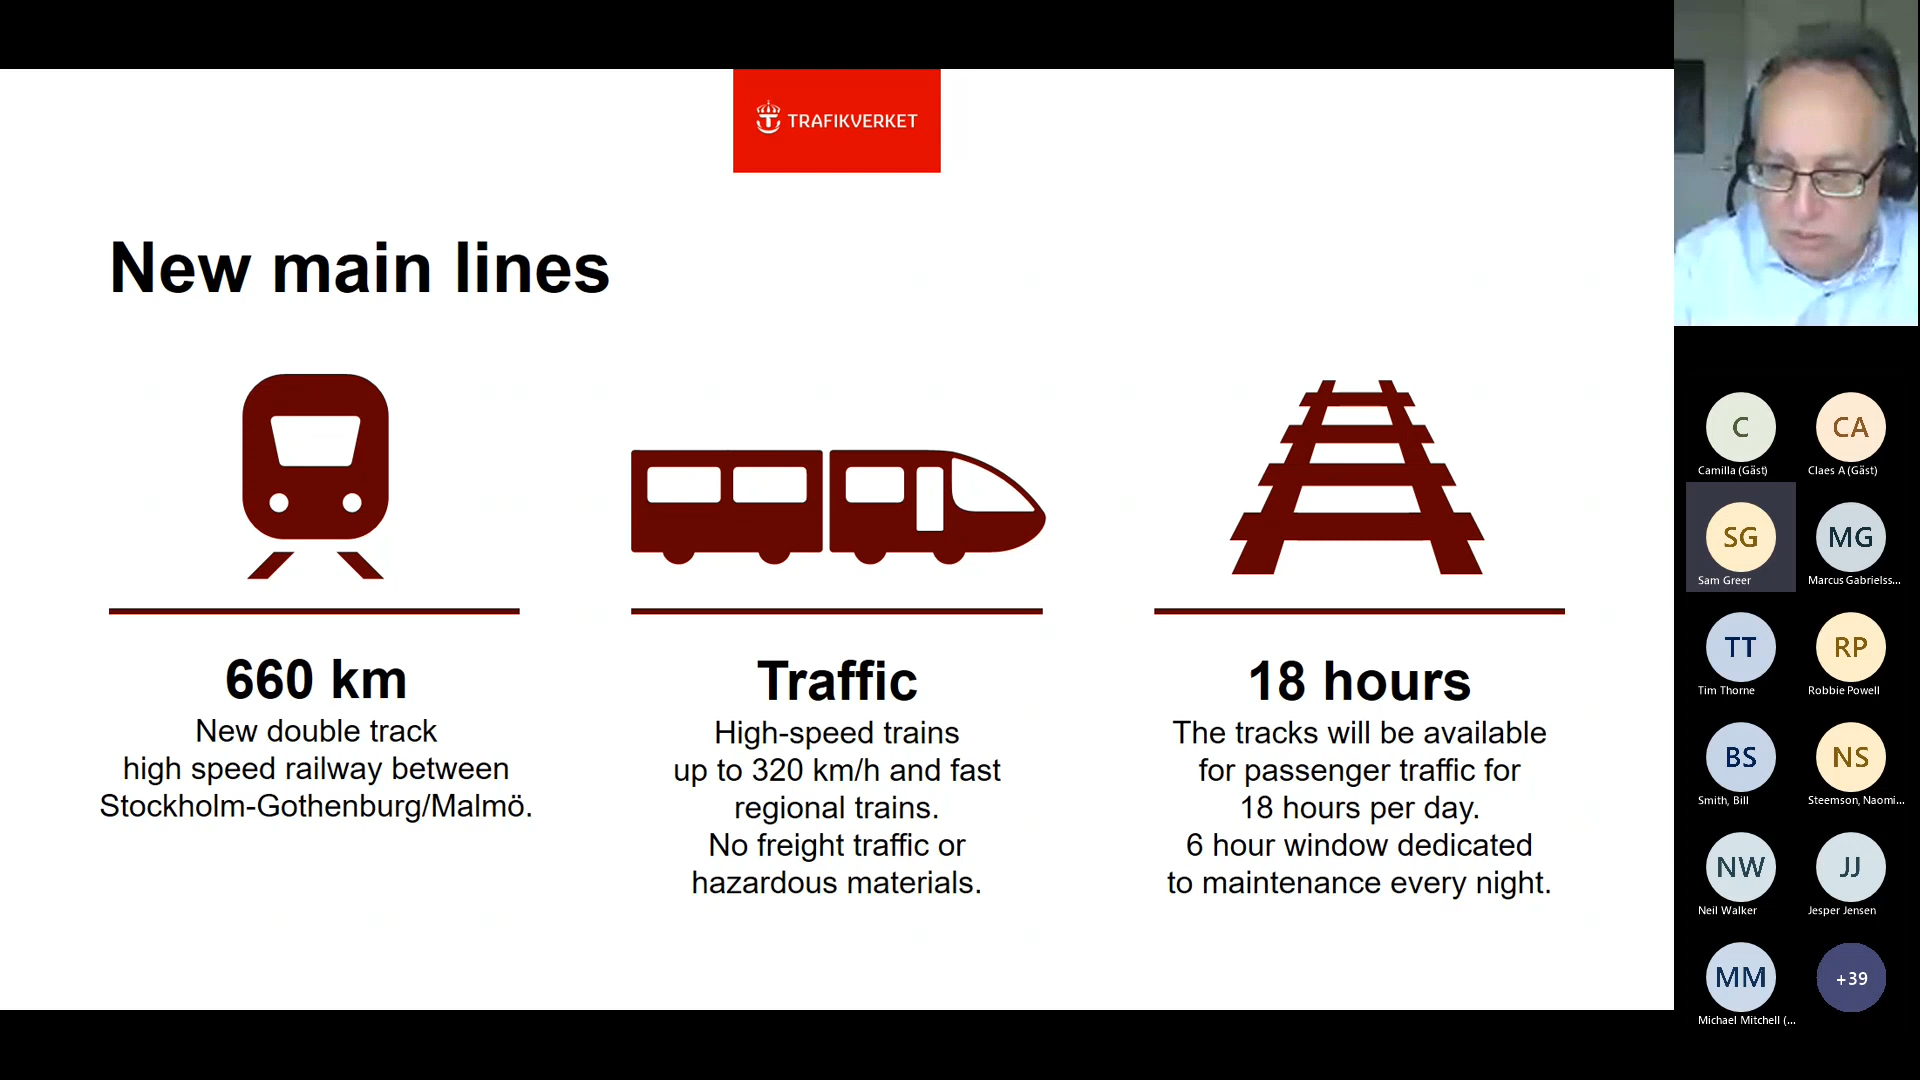 TRAFIKVERKET
New main lines
660 km
New double track
high speed railway between
Stockholm-Gothenburg/Malmö.
Traffic
High-speed trains
up to 320 km/h and fast
regional trains.
No freight traffic or
hazardous materials.
18 hours
The tracks will be available
for passenger traffic for
18 hours per day.
6 hour window dedicated
to maintenance every night.
C
Camilla (Gäst)
CA
Claes A (Gäst)
SG
Sam Greer
MG
Marcus Gabrielss...
TT
Tim Thorne
RP
Robbie Powell
BS
Smith, Bill
NS
Steemson, Naomi...
NW
Neil Walker
JJ
Jesper Jensen
MM
Michael Mitchell (...
+39